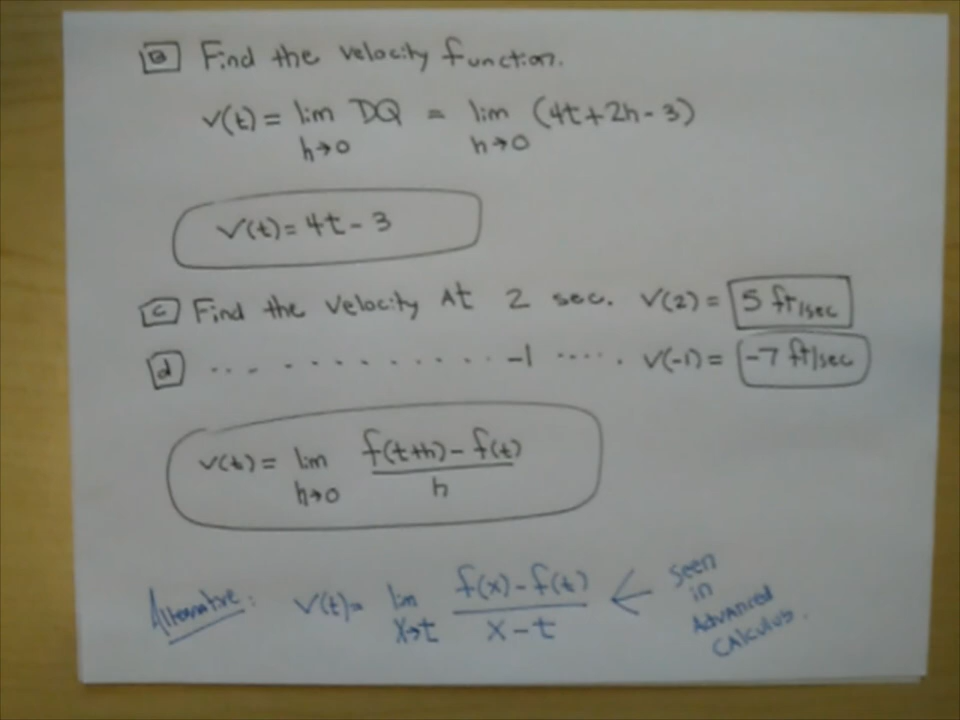 B Find the velocity function.
v(t) = lim DQ = lim (4t+2h-3)
h→0 h→0
v(t) = 4t - 3
C Find the velocity At 2 sec. v(2) = 5 ft/sec
d ... -1 ..... v(-1) = -7 ft/sec
v(t) = lim f(t+h) - f(t)
h→0 h
Alternative: v(t) = lim f(x) - f(t) ← Seen
x→t x - t in
Advanced
CAlculus.